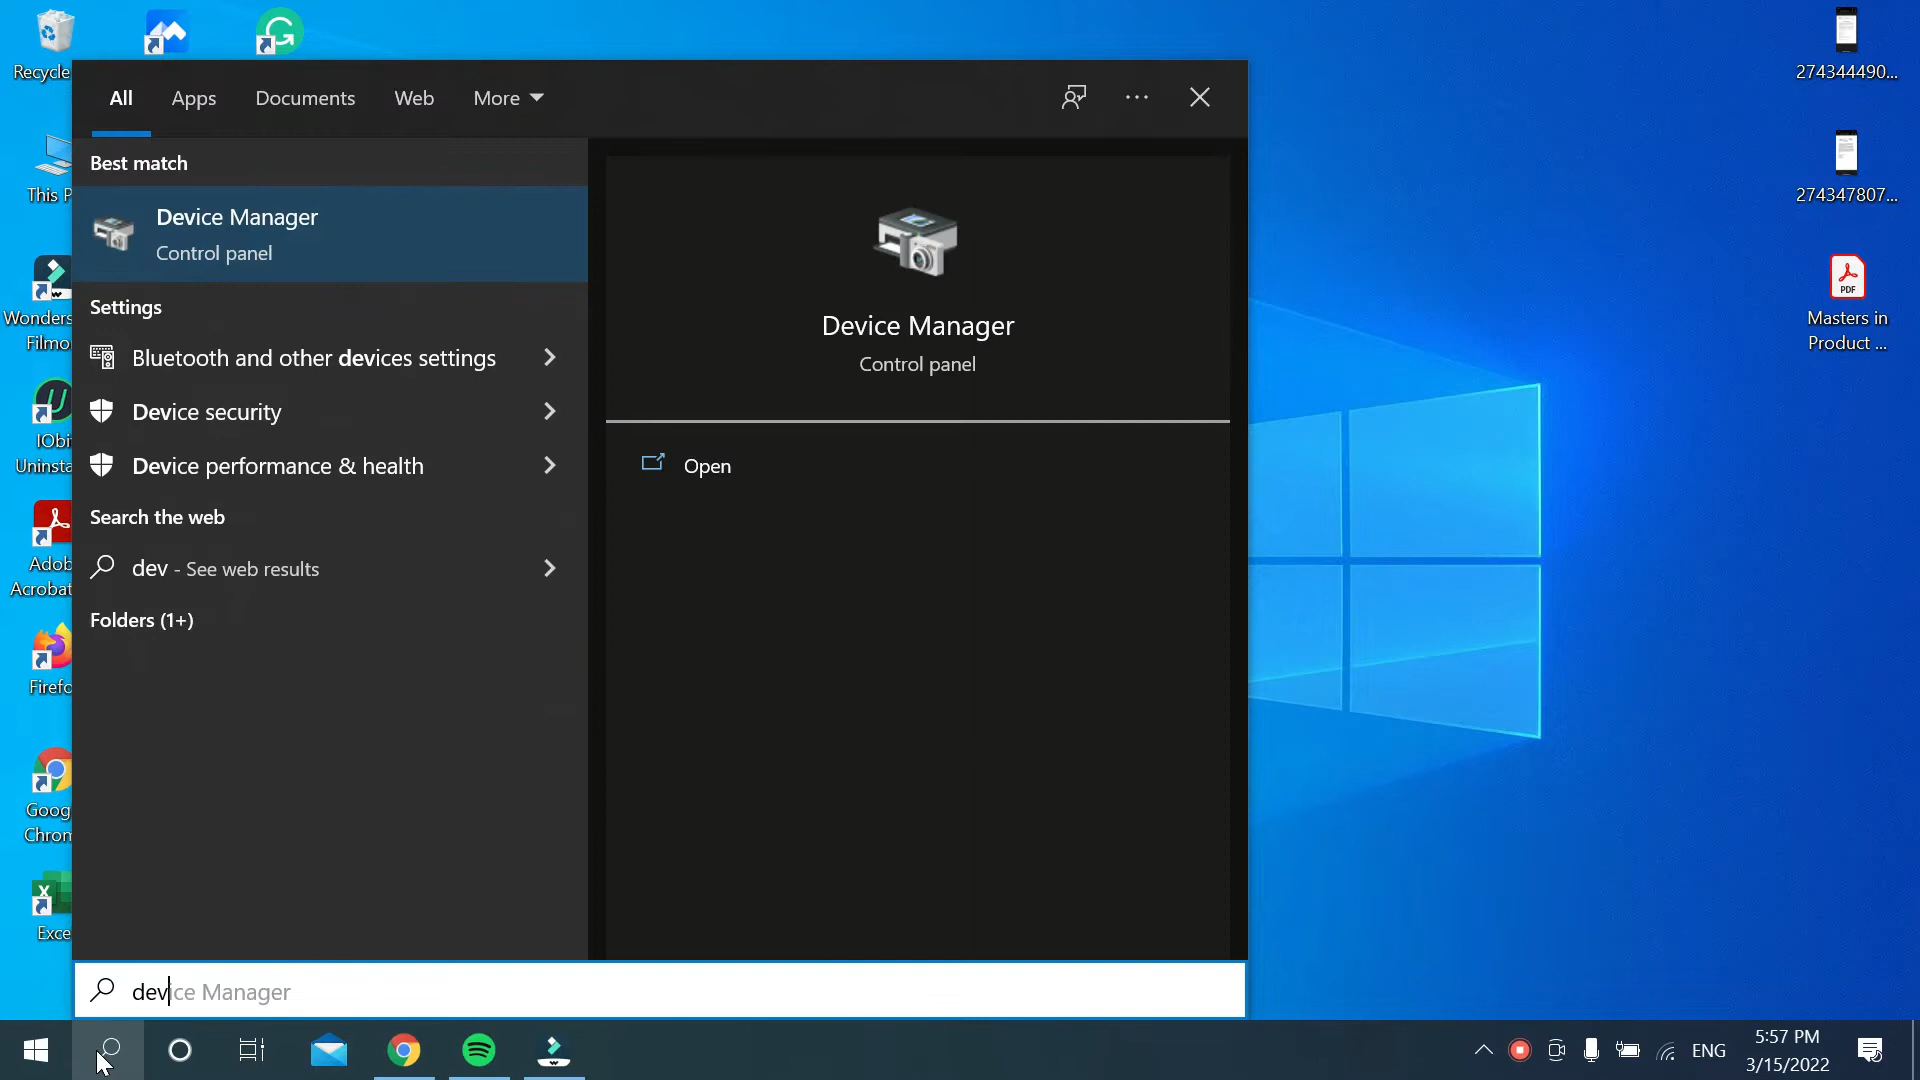 Recycle
This P
Wonders
Filmo
IObi
Uninsta
Adob
Acrobat
Firefo
Goog
Chrom
Exce
All
Apps
Documents
Web
More
Best match
Device Manager
Control panel
Settings
Bluetooth and other devices settings
Device security
Device performance & health
Search the web
dev - See web results
Folders (1+)
Device Manager
Control panel
Open
device Manager
274344490...
274347807...
PDF
Masters in
Product ...
ENG
5:57 PM
3/15/2022